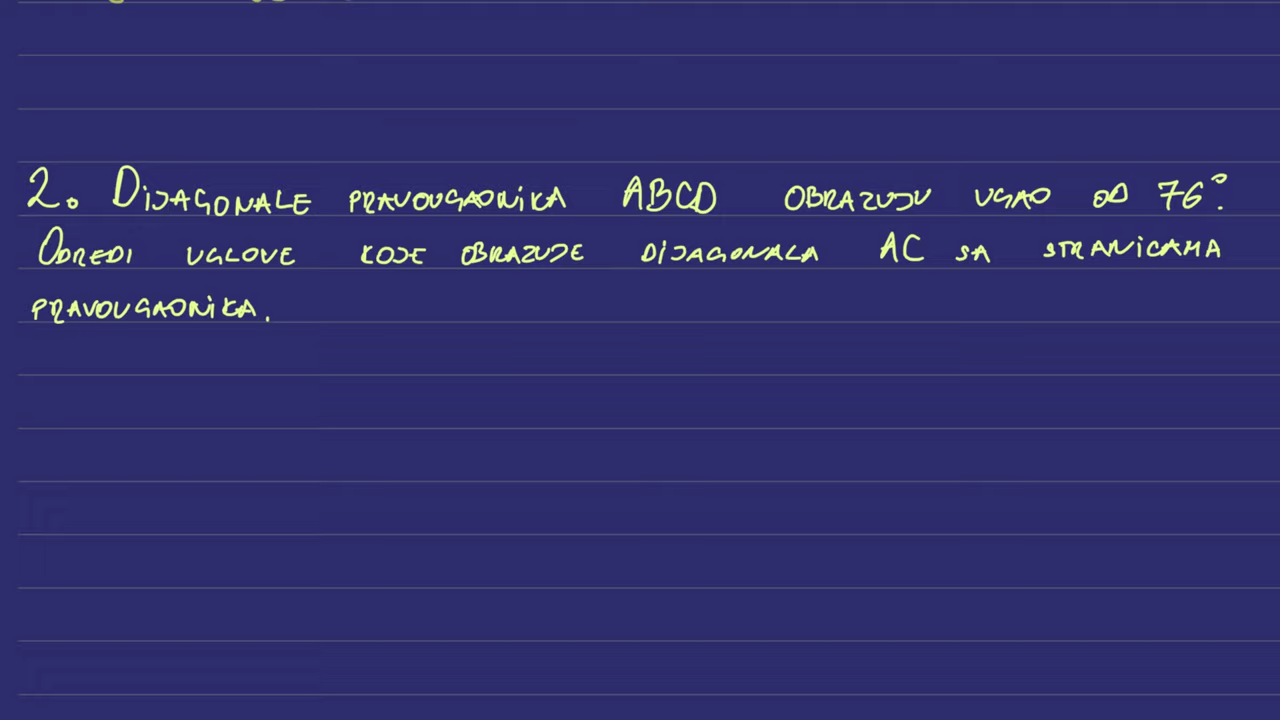 2. DIJAGONALE PRAVOUGAONIKA ABCD OBRAZUJU UGAO OD 76°.
ODREDI UGLOVE KOJE OBRAZUJE DIJAGONALA AC SA STRANICAMA
PRAVOUGAONIKA.